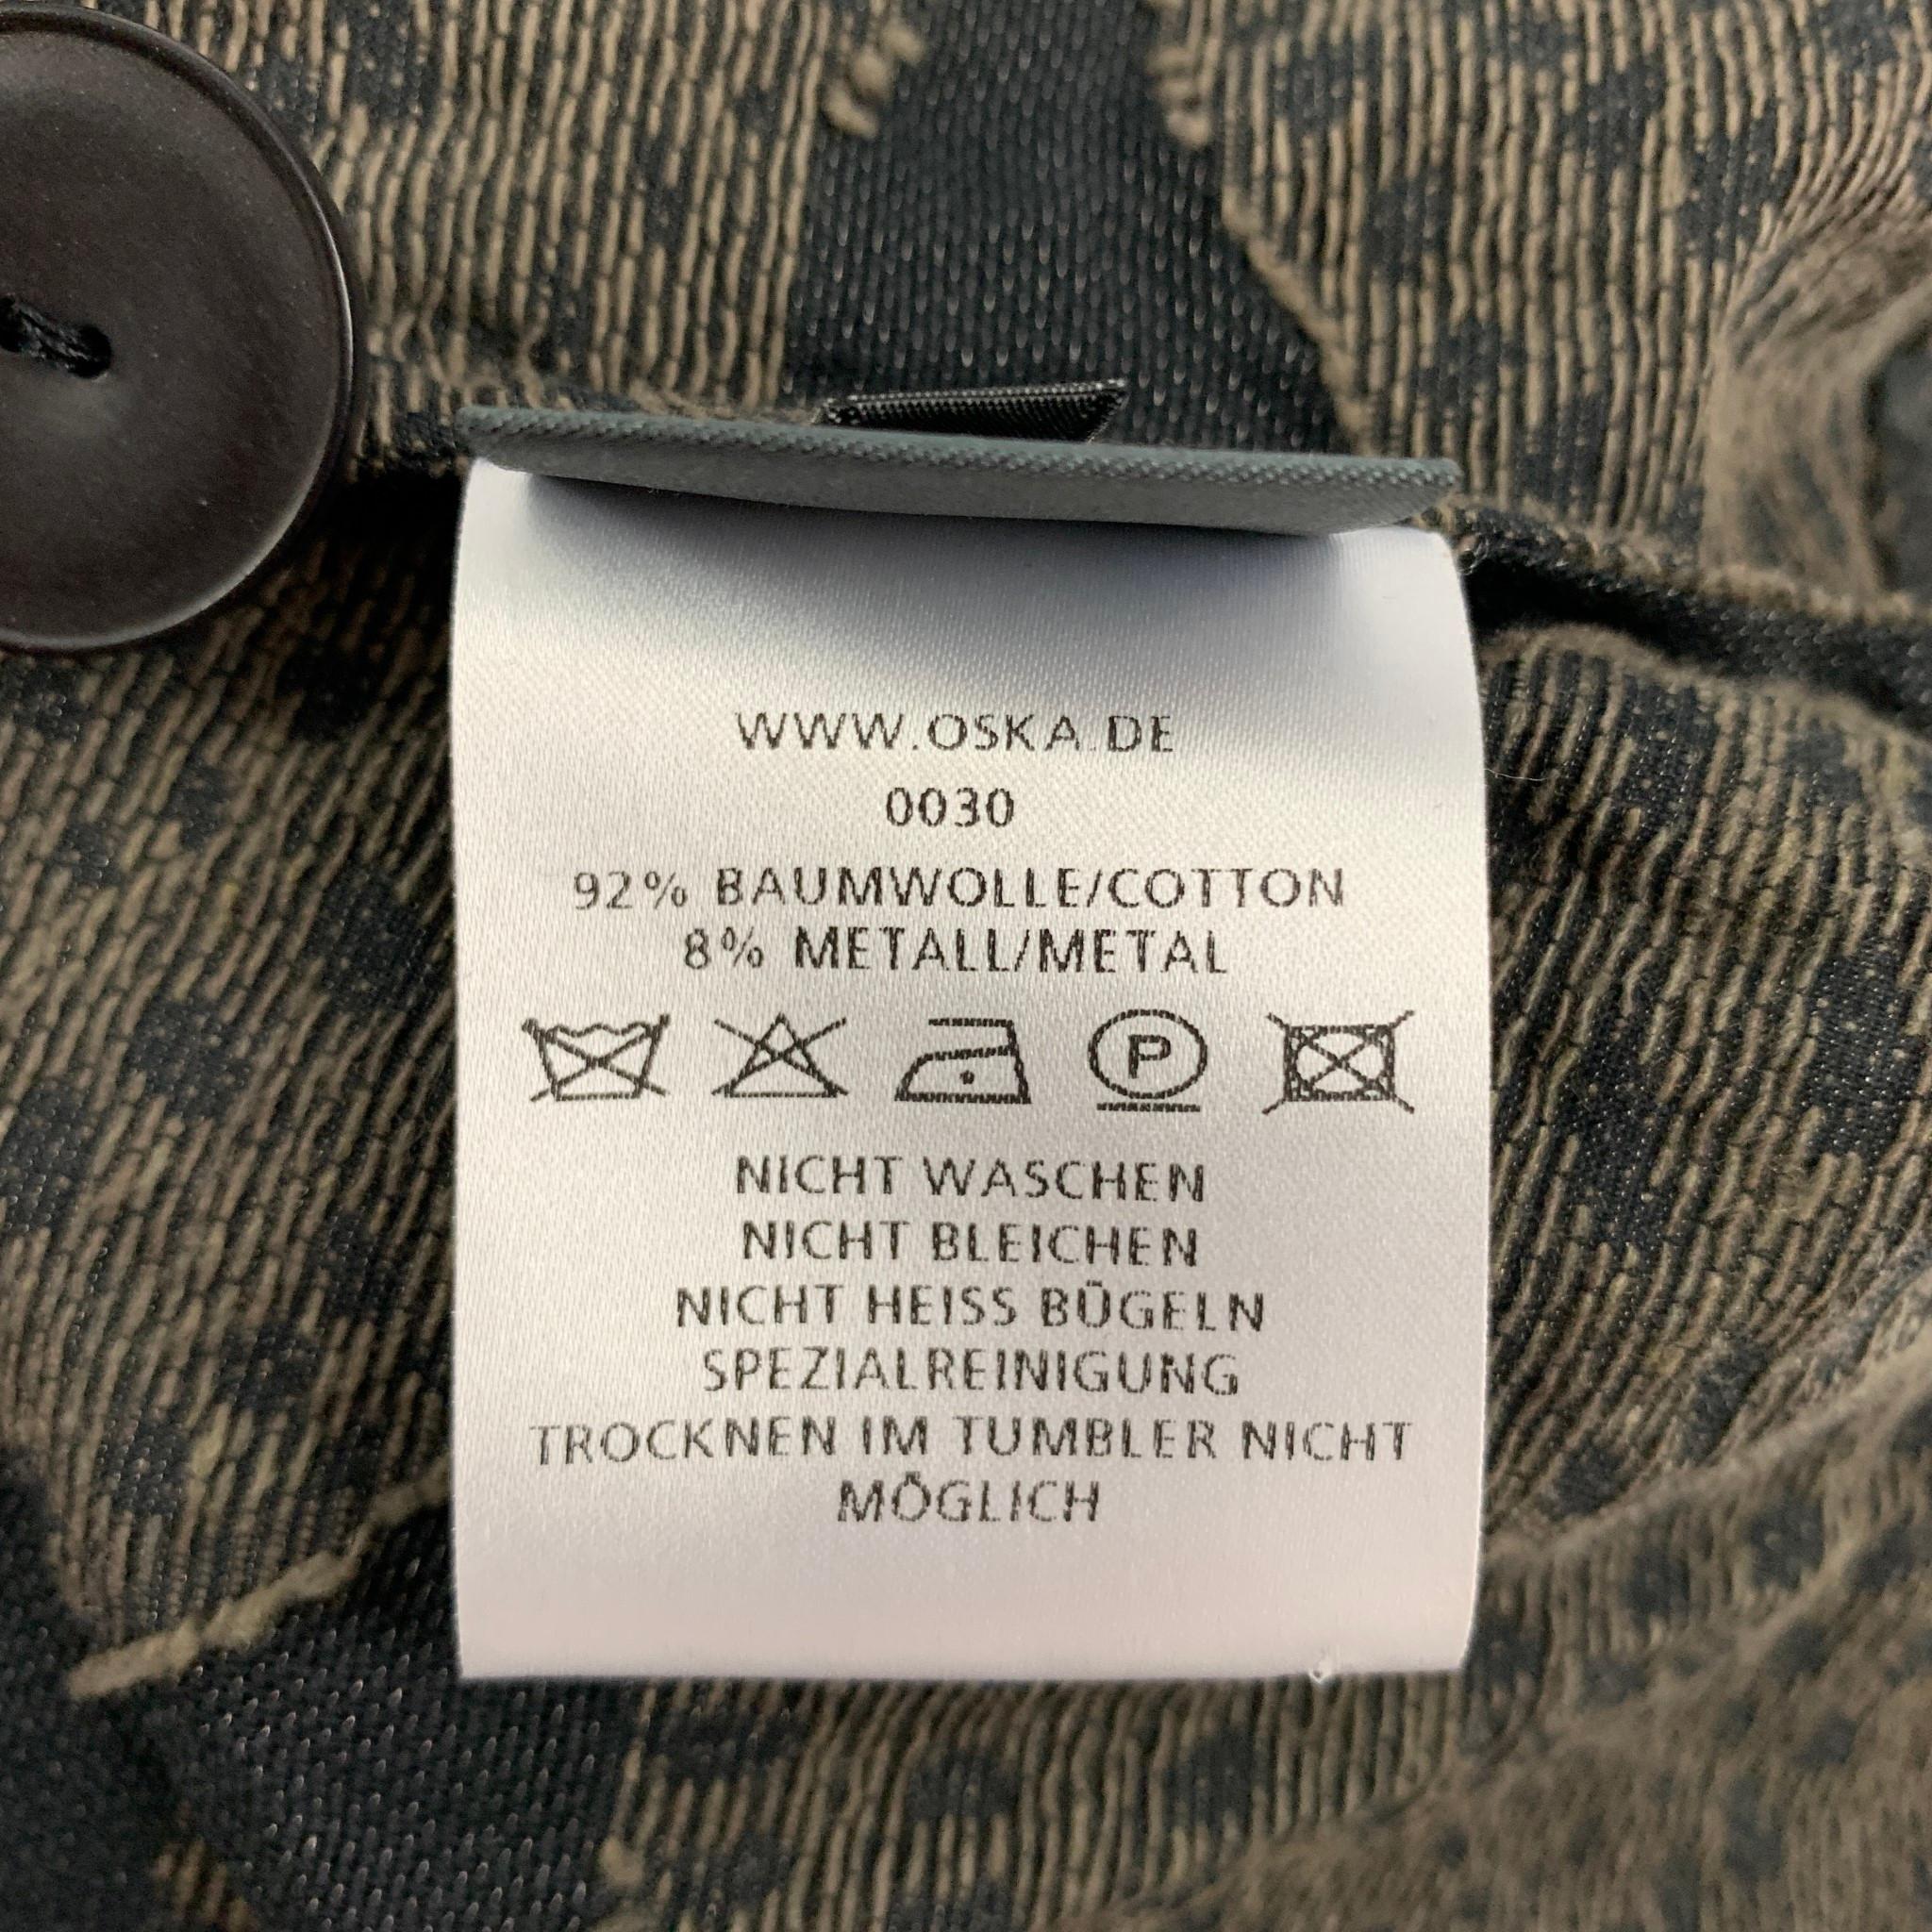 WWW.OSKA.DE
0030
92% BAUMWOLLE/COTTON
8% METALL/METAL
P
NICHT WASCHEN
NICHT BLEICHEN
NICHT HEISS BÜGELN
SPEZIALREINIGUNG
TROCKNEN IM TUMBLER NICHT
MÖGLICH